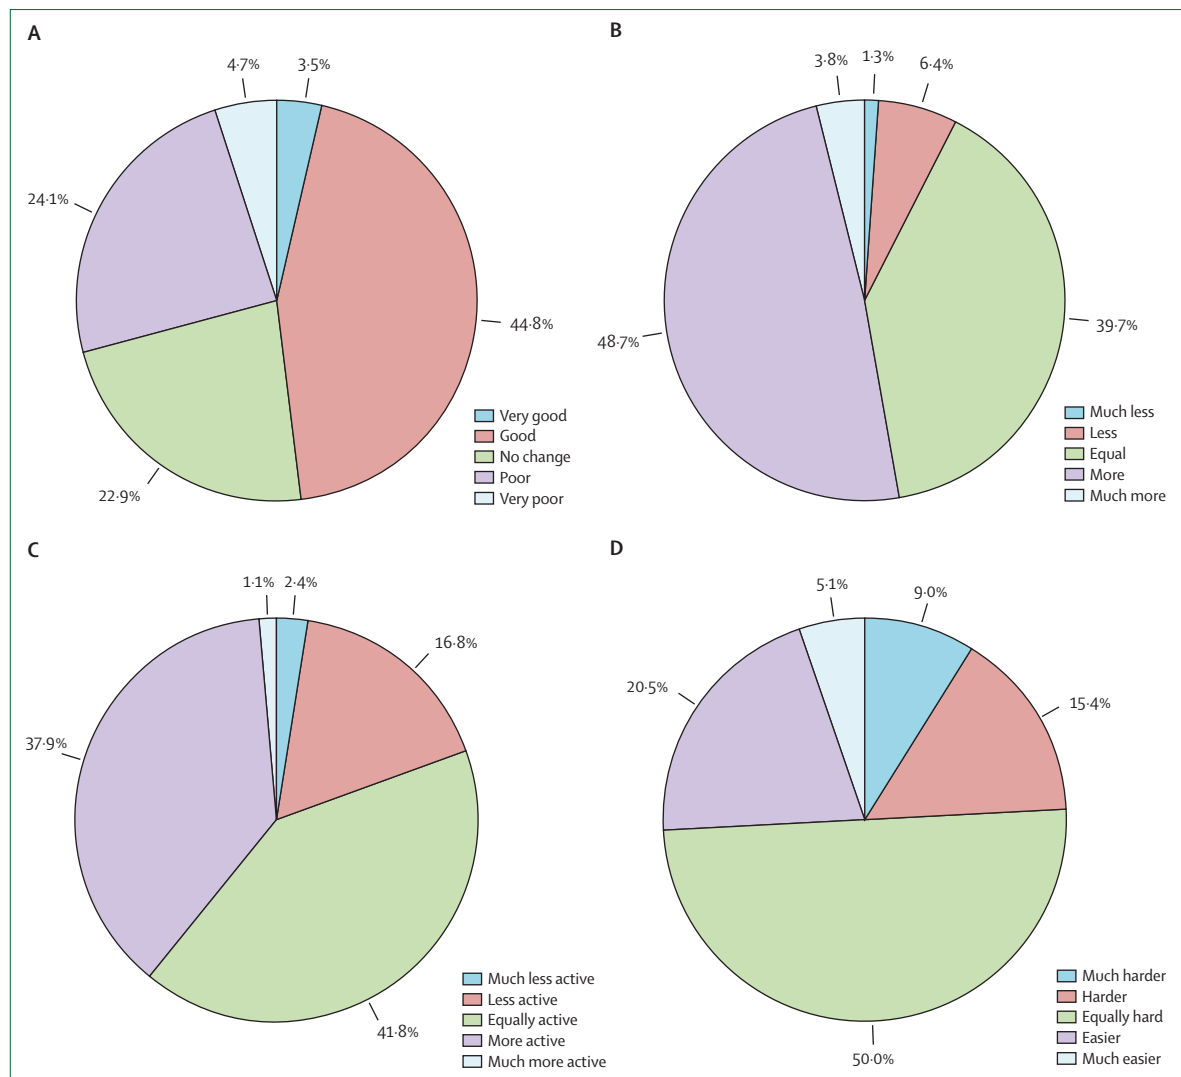 A
4·7%
3·5%
24·1%
44·8%
22·9%
Very good
Good
No change
Poor
Very poor
B
3·8%
1·3%
6·4%
48·7%
39·7%
Much less
Less
Equal
More
Much more
C
1·1%
2·4%
16·8%
37·9%
41·8%
Much less active
Less active
Equally active
More active
Much more active
D
5·1%
9·0%
20·5%
15·4%
50·0%
Much harder
Harder
Equally hard
Easier
Much easier